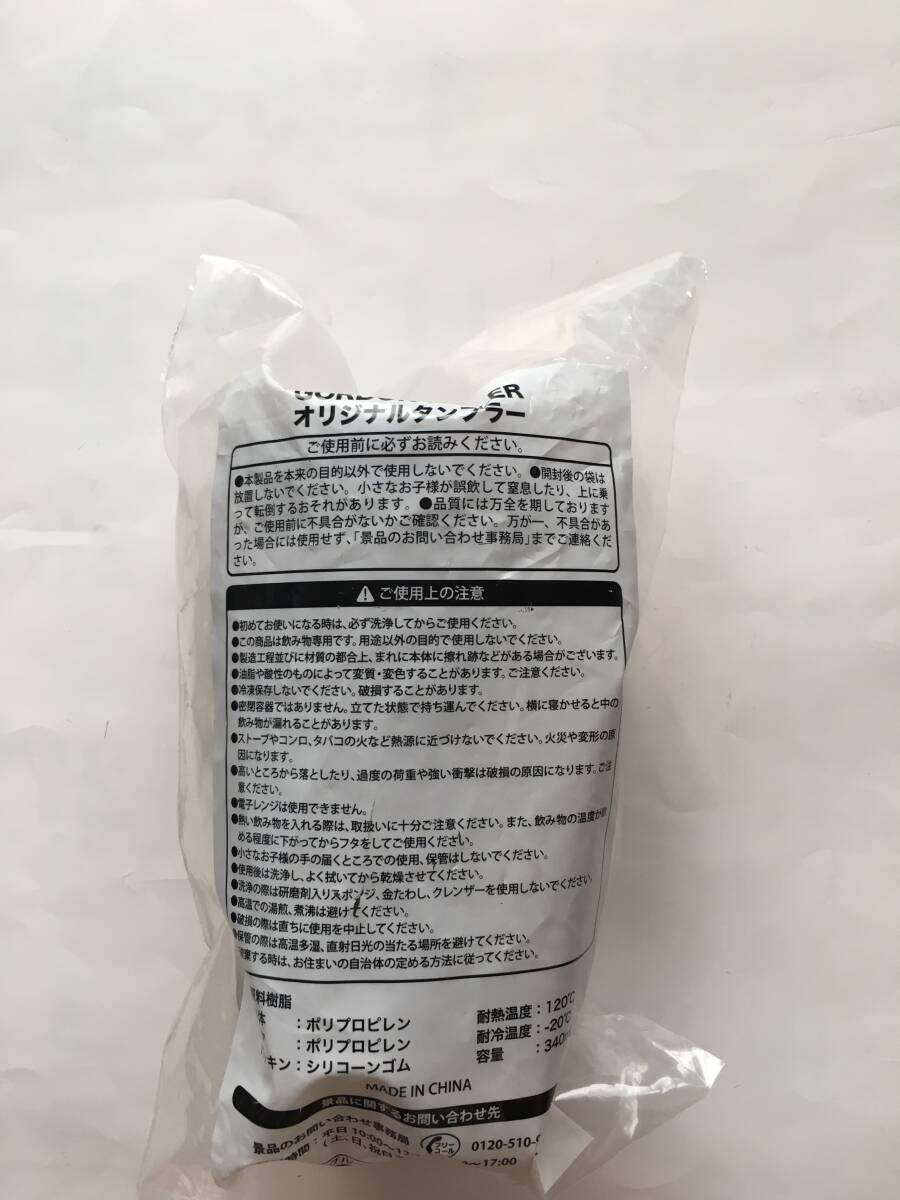 オリジナルタンブラー
ご使用前に必ずお読みください。
●本製品を本来の目的以外で使用しないでください。●開封後の袋は
放置しないでください。小さなお子様が誤飲して窒息したり、上に乗
って転倒するおそれがあります。●品質には万全を期しております
が、ご使用前に不具合がないかご確認ください。万が一、不具合があ
った場合には使用せず、「景品のお問い合わせ事務局」までご連絡くだ
さい。
ご使用上の注意
●初めてお使いになる時は、必ず洗浄してからご使用ください。
●この商品は飲み物専用です。用途以外の目的で使用しないでください。
●製造工程並びに材質の都合上、まれに本体に擦れ跡などがある場合がございます。
●油脂や酸性のものによって変質・変色することがあります。ご注意ください。
●冷凍保存しないでください。破損することがあります。
●密閉容器ではありません。立てた状態で持ち運んでください。横に寝かせると中の
飲み物が漏れることがあります。
●ストーブやコンロ、タバコの火など熱源に近づけないでください。火災や変形の原
因になります。
●高いところから落としたり、過度の荷重や強い衝撃は破損の原因になります。ご注
意ください。
●電子レンジは使用できません。
●熱い飲み物を入れる際は、取扱いに十分ご注意ください。また、飲み物の温度が飲
める程度に下がってからフタをしてご使用ください。
●小さなお子様の手の届くところでの使用、保管はしないでください。
●使用後は洗浄し、よく拭いてから乾燥させてください。
●洗浄の際は研磨剤入りスポンジ、金たわし、クレンザーを使用しないでください。
●高温での湯煎、煮沸は避けてください。
●破損の際は直ちに使用を中止してください。
●保管の際は高温多湿、直射日光の当たる場所を避けてください。
棄する時は、お住まいの自治体の定める方法に従ってください。
料樹脂
体 :ポリプロピレン 耐熱温度:120℃
:ポリプロピレン 耐冷温度:-20℃
キン:シリコーンゴム 容量 :340m
MADE IN CHINA
景品に関するお問い合わせ先
景品のお問い合わせ事務局 フリーコール 0120-510-
時間:平日10:00~12 ~17:00
(土、日、祝日